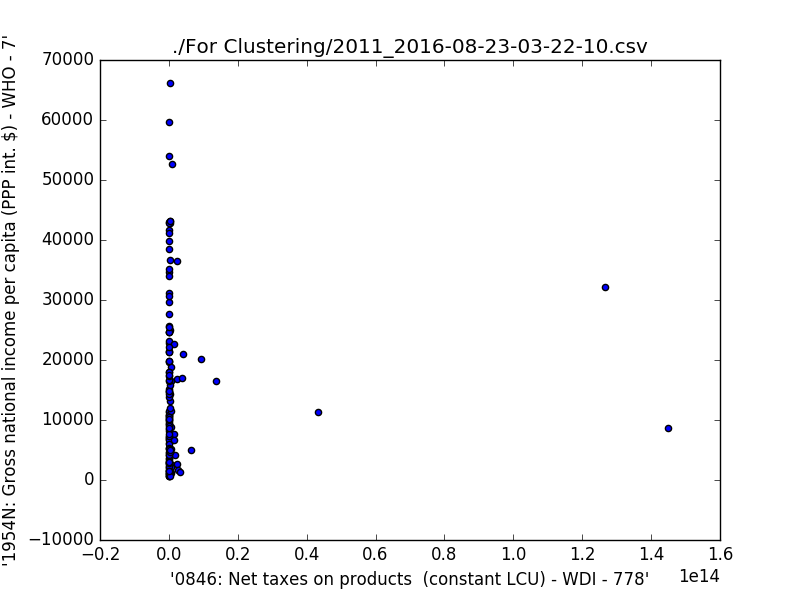 ./For Clustering/2011_2016-08-23-03-22-10.csv
'1954N: Gross national income per capita (PPP int. $) - WHO - 7'
70000
60000
50000
40000
30000
20000
10000
0
−10000
−0.2 0.0 0.2 0.4 0.6 0.8 1.0 1.2 1.4 1.6
1e14
'0846: Net taxes on products  (constant LCU) - WDI - 778'